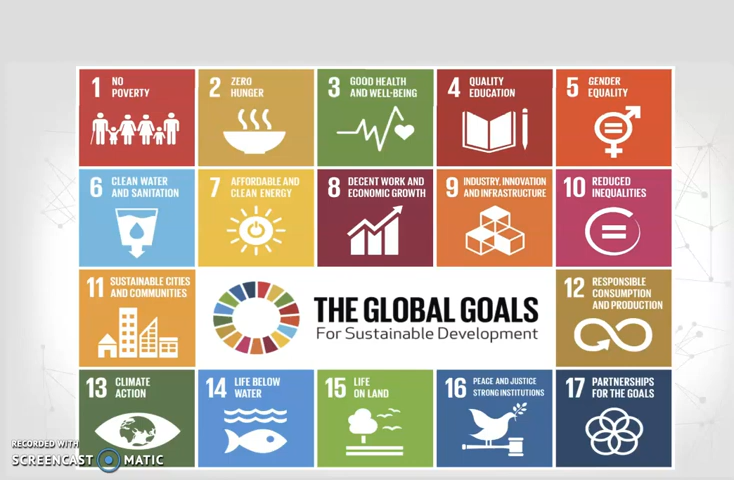 1 NO
POVERTY
2 ZERO
HUNGER
3 GOOD HEALTH
AND WELL-BEING
4 QUALITY
EDUCATION
5 GENDER
EQUALITY
6 CLEAN WATER
AND SANITATION
7 AFFORDABLE AND
CLEAN ENERGY
8 DECENT WORK AND
ECONOMIC GROWTH
9 INDUSTRY, INNOVATION
AND INFRASTRUCTURE
10 REDUCED
INEQUALITIES
11 SUSTAINABLE CITIES
AND COMMUNITIES
THE GLOBAL GOALS
For Sustainable Development
12 RESPONSIBLE
CONSUMPTION
AND PRODUCTION
13 CLIMATE
ACTION
14 LIFE BELOW
WATER
15 LIFE
ON LAND
16 PEACE AND JUSTICE
STRONG INSTITUTIONS
17 PARTNERSHIPS
FOR THE GOALS
RECORDED WITH
SCREENCAST MATIC